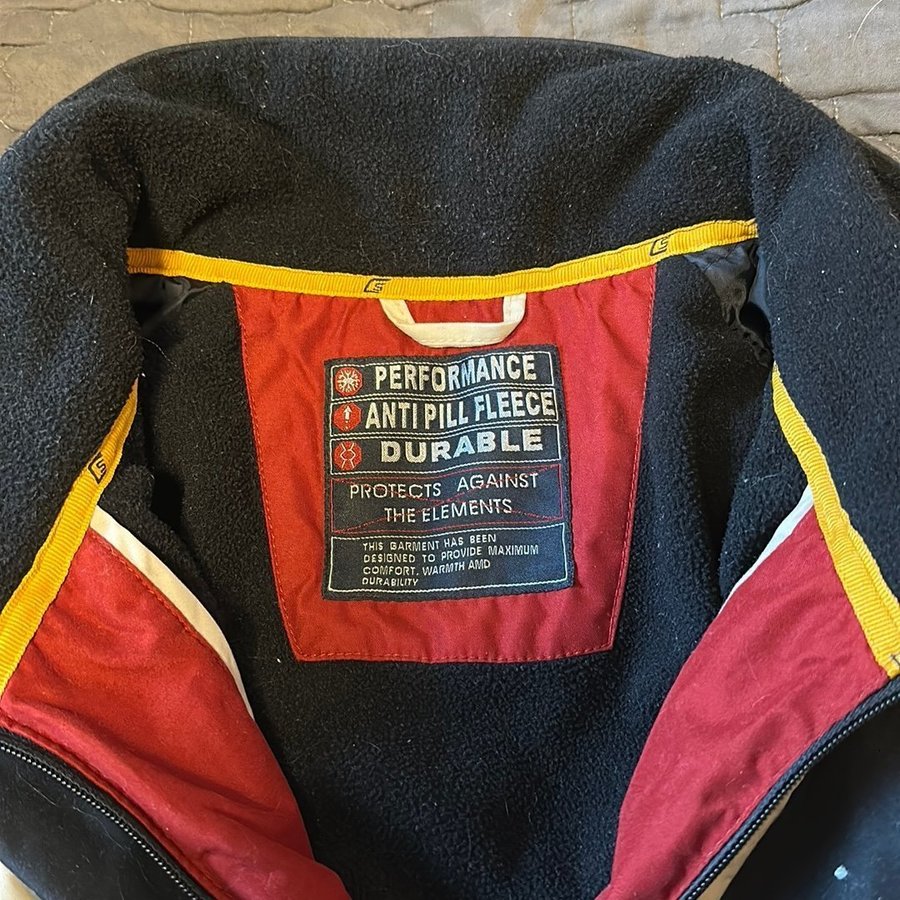 PERFORMANCE
ANTI PILL FLEECE
DURABLE
PROTECTS AGAINST
THE ELEMENTS
THIS GARMENT HAS BEEN
DESIGNED TO PROVIDE MAXIMUM
COMFORT, WARMTH AMD
DURABILITY